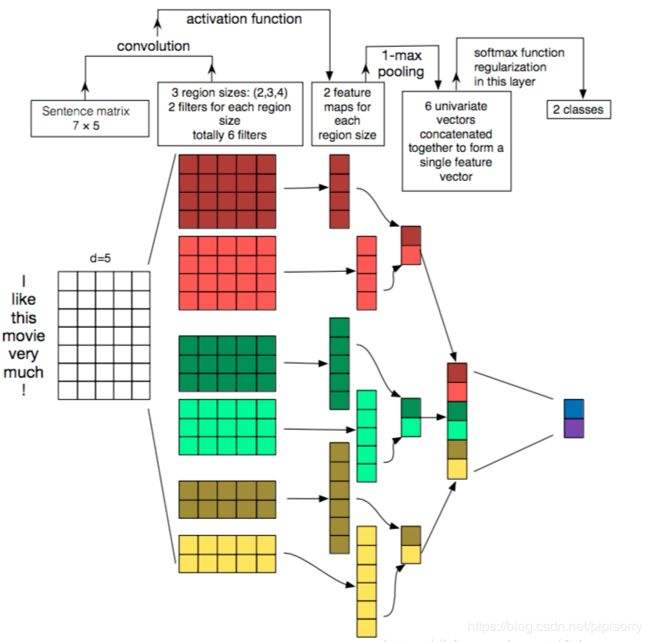 activation function
convolution
1-max
pooling
softmax function
regularization
in this layer
Sentence matrix
7 × 5
3 region sizes: (2,3,4)
2 filters for each region
size
totally 6 filters
2 feature
maps for
each
region size
6 univariate
vectors
concatenated
together to form a
single feature
vector
2 classes
d=5
I
like
this
movie
very
much
!
https://blog.csdn.net/pipisorry